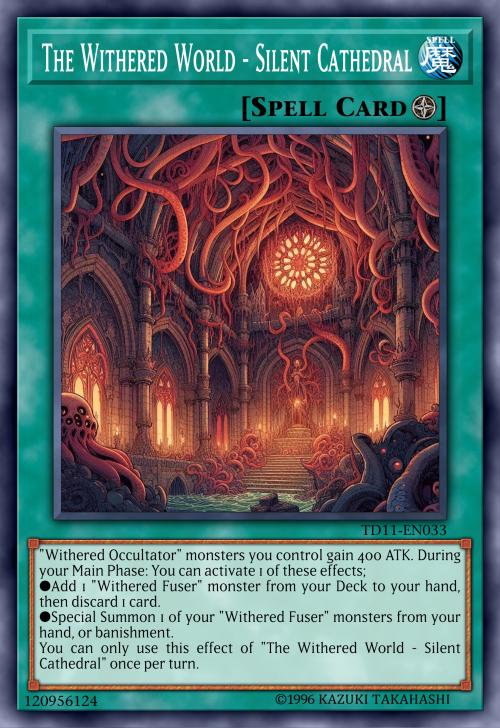 The Withered World - Silent Cathedral
SPELL
魔
[Spell Card]
TD11-EN033
"Withered Occultator" monsters you control gain 400 ATK. During
your Main Phase: You can activate 1 of these effects;
●Add 1 "Withered Fuser" monster from your Deck to your hand,
then discard 1 card.
●Special Summon 1 of your "Withered Fuser" monsters from your
hand, or banishment.
You can only use this effect of "The Withered World - Silent
Cathedral" once per turn.
120956124
©1996 KAZUKI TAKAHASHI